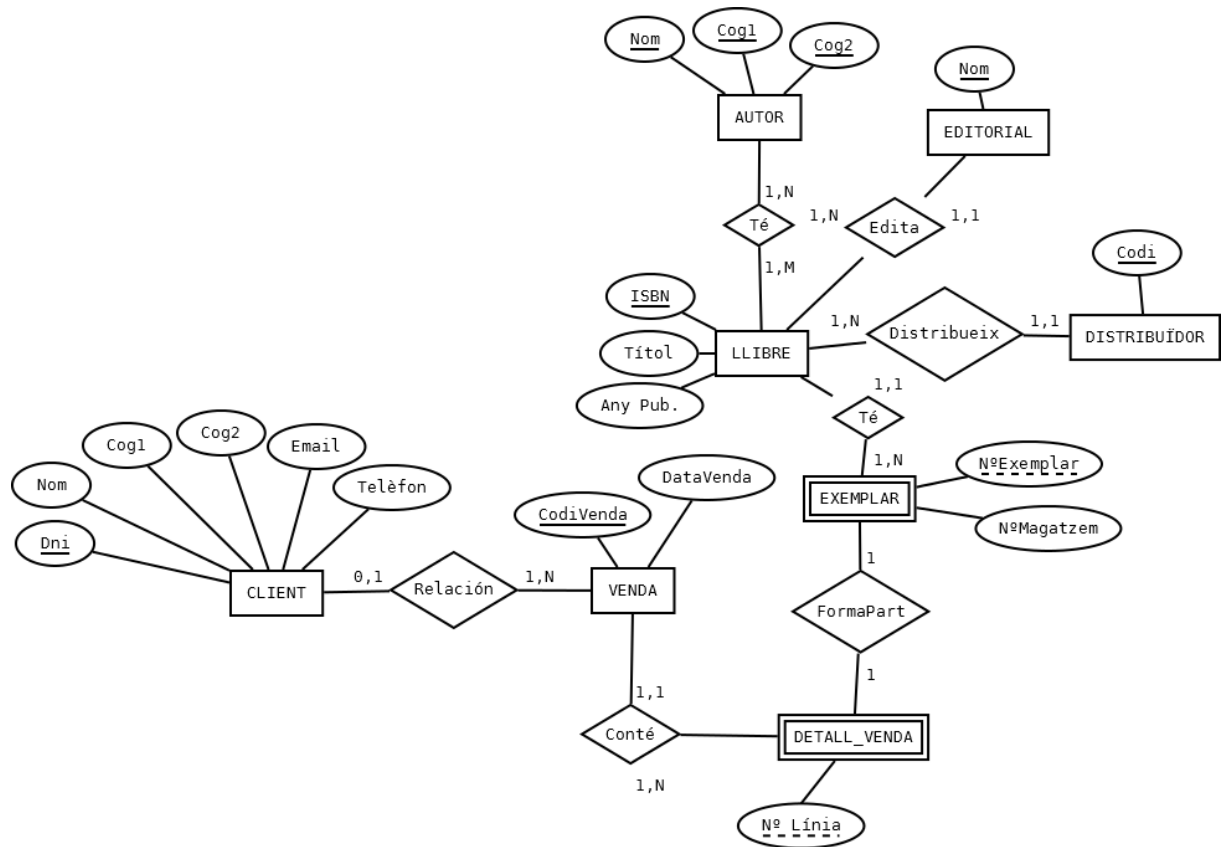 Nom
Cog1
Cog2
Nom
AUTOR
EDITORIAL
1,N
1,N
1,1
Té
Edita
1,M
Codi
ISBN
1,N
1,1
Distribueix
DISTRIBUÏDOR
Títol
LLIBRE
Any Pub.
1,1
Té
1,N
Cog1
Cog2
Email
Nom
Telèfon
Dni
DataVenda
CodiVenda
NºExemplar
EXEMPLAR
NºMagatzem
1
0,1
1,N
CLIENT
Relación
VENDA
FormaPart
1
1,1
Conté
DETALL_VENDA
1,N
Nº Línia